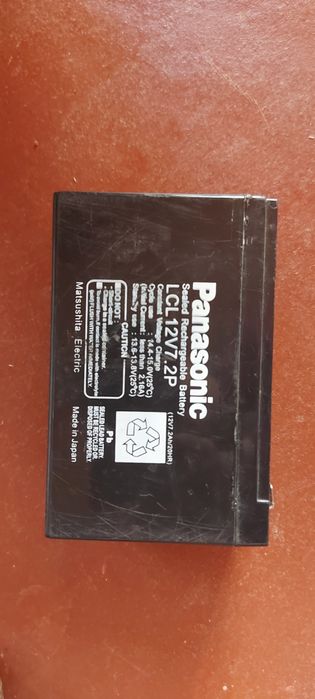 Panasonic
Sealed Rechargeable Battery
LCL12V7.2P
(12V7.2Ah/20HR)
Constant Voltage Charge
Cycle use : 14.4-15.0V(25°C)
(Initial Current : less than 2.16A)
Standby use : 13.6-13.8V(25°C)
CAUTION
DO NOT :
Matsushita Electric
Pb
SEALED LEAD BATTERY.
MUST BE RECYCLED OR
DISPOSED OF PROPERLY.
Made in Japan